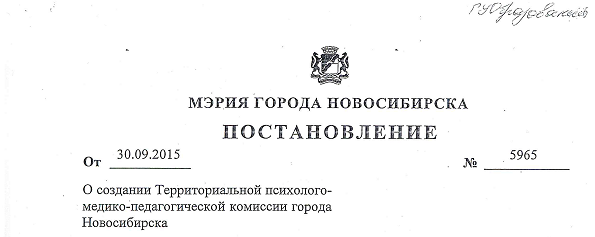 МЭРИЯ ГОРОДА НОВОСИБИРСКА
ПОСТАНОВЛЕНИЕ
От 30.09.2015 № 5965
О создании Территориальной психолого-
медико-педагогической комиссии города
Новосибирска